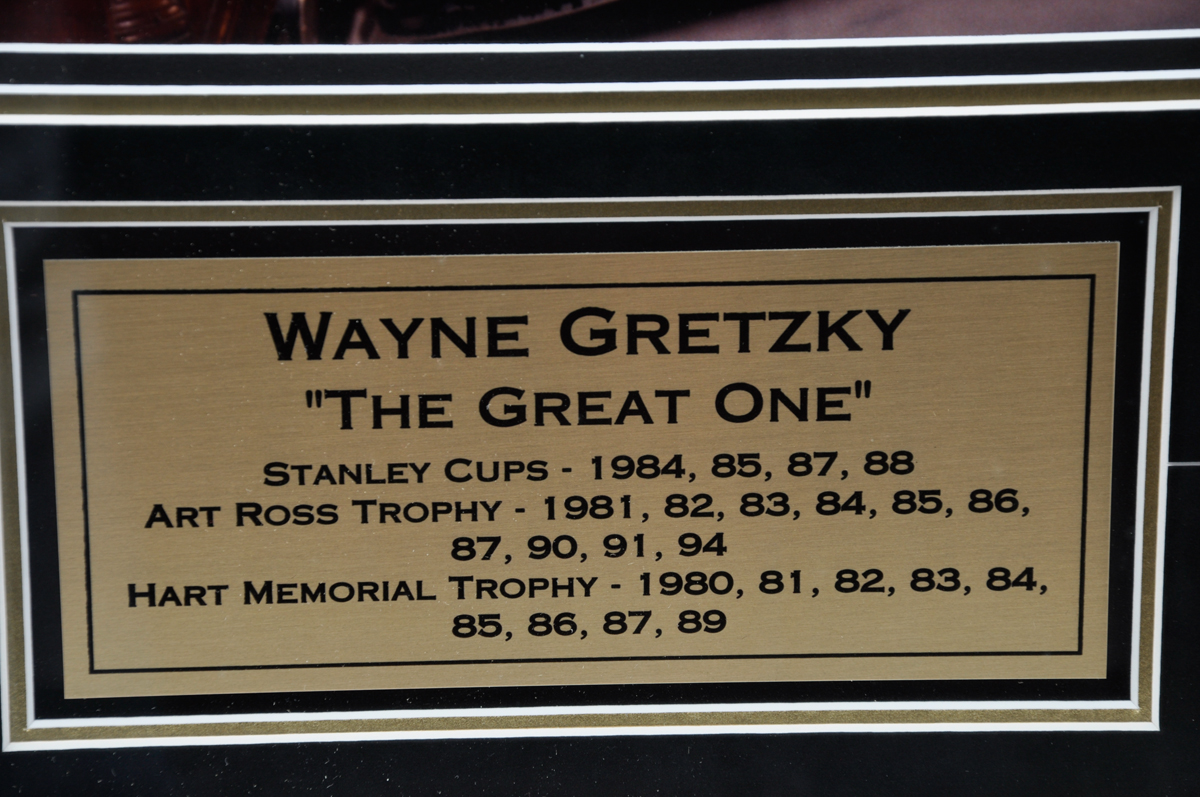 WAYNE GRETZKY
"THE GREAT ONE"
STANLEY CUPS - 1984, 85, 87, 88
ART ROSS TROPHY - 1981, 82, 83, 84, 85, 86,
87, 90, 91, 94
HART MEMORIAL TROPHY - 1980, 81, 82, 83, 84,
85, 86, 87, 89